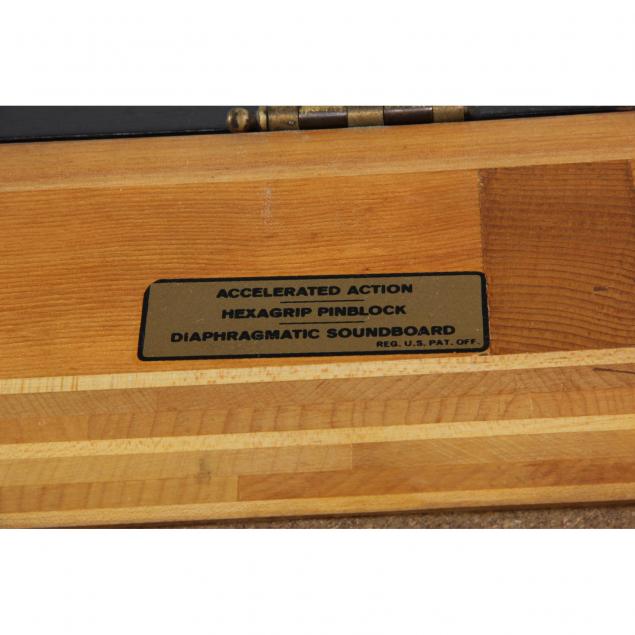 ACCELERATED ACTION
HEXAGRIP PINBLOCK
DIAPHRAGMATIC SOUNDBOARD
REG. U.S. PAT. OFF.